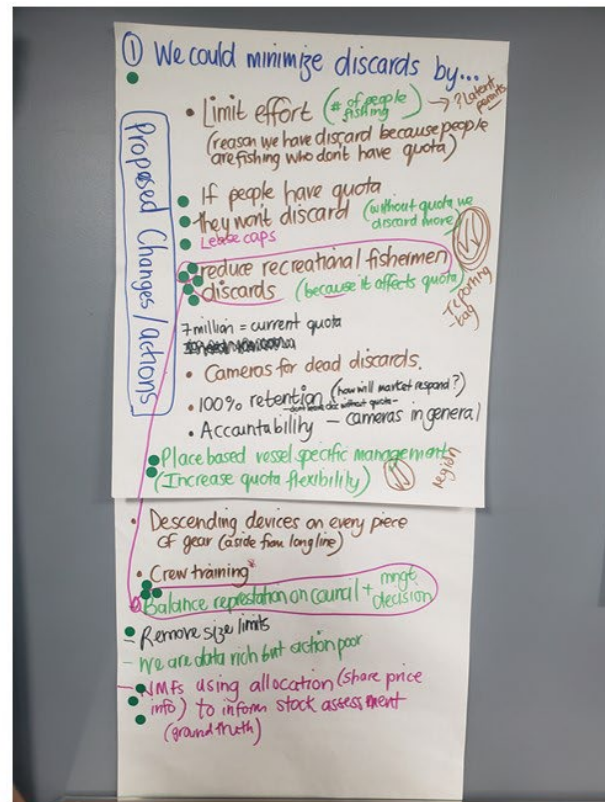 ① We could minimize discards by...
Proposed Changes/actions
• Limit effort (# of people fishing) → ? Latent permits
(reason we have discard because people
are fishing who dont have quota)
• If people have quota
they won't discard (without quota we discard more)
Lease caps
reduce recreational fishermen
discards (because it affects quota)
-reporting
-tag
7 million = current quota
• Cameras for dead discards.
• 100% retention (how will market respond?)
• Accountability – cameras in general
Place based vessel specific management
(Increase quota flexibility)
region
• Descending devices on every piece
of gear (aside from longline)
• Crew training*
Balance represtation on council + mngt decision
– Remove size limits
– We are data rich but action poor
– NMFs using allocation (share price
info) to inform stock assessment
(ground truth)